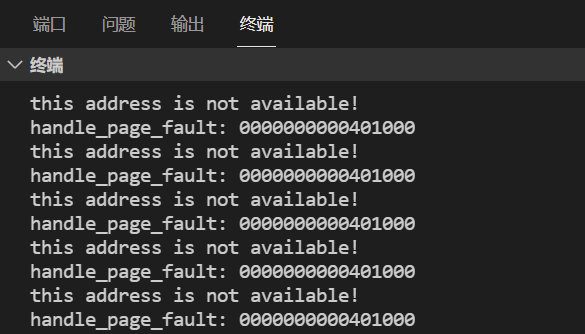 端口 问题 输出 终端
终端
this address is not available!
handle_page_fault: 0000000000401000
this address is not available!
handle_page_fault: 0000000000401000
this address is not available!
handle_page_fault: 0000000000401000
this address is not available!
handle_page_fault: 0000000000401000
this address is not available!
handle_page_fault: 0000000000401000